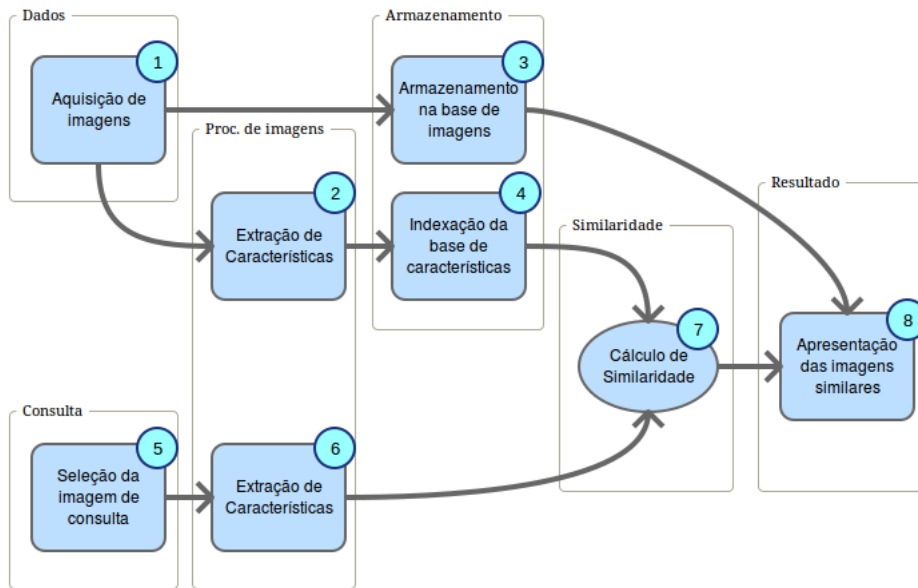 Dados
1
Aquisição de
imagens
Armazenamento
3
Armazenamento
na base de
imagens
Proc. de imagens
2
Extração de
Características
4
Indexação da
base de
características
Similaridade
7
Cálculo de
Similaridade
Resultado
8
Apresentação
das imagens
similares
Consulta
5
Seleção da
imagem de
consulta
6
Extração de
Características